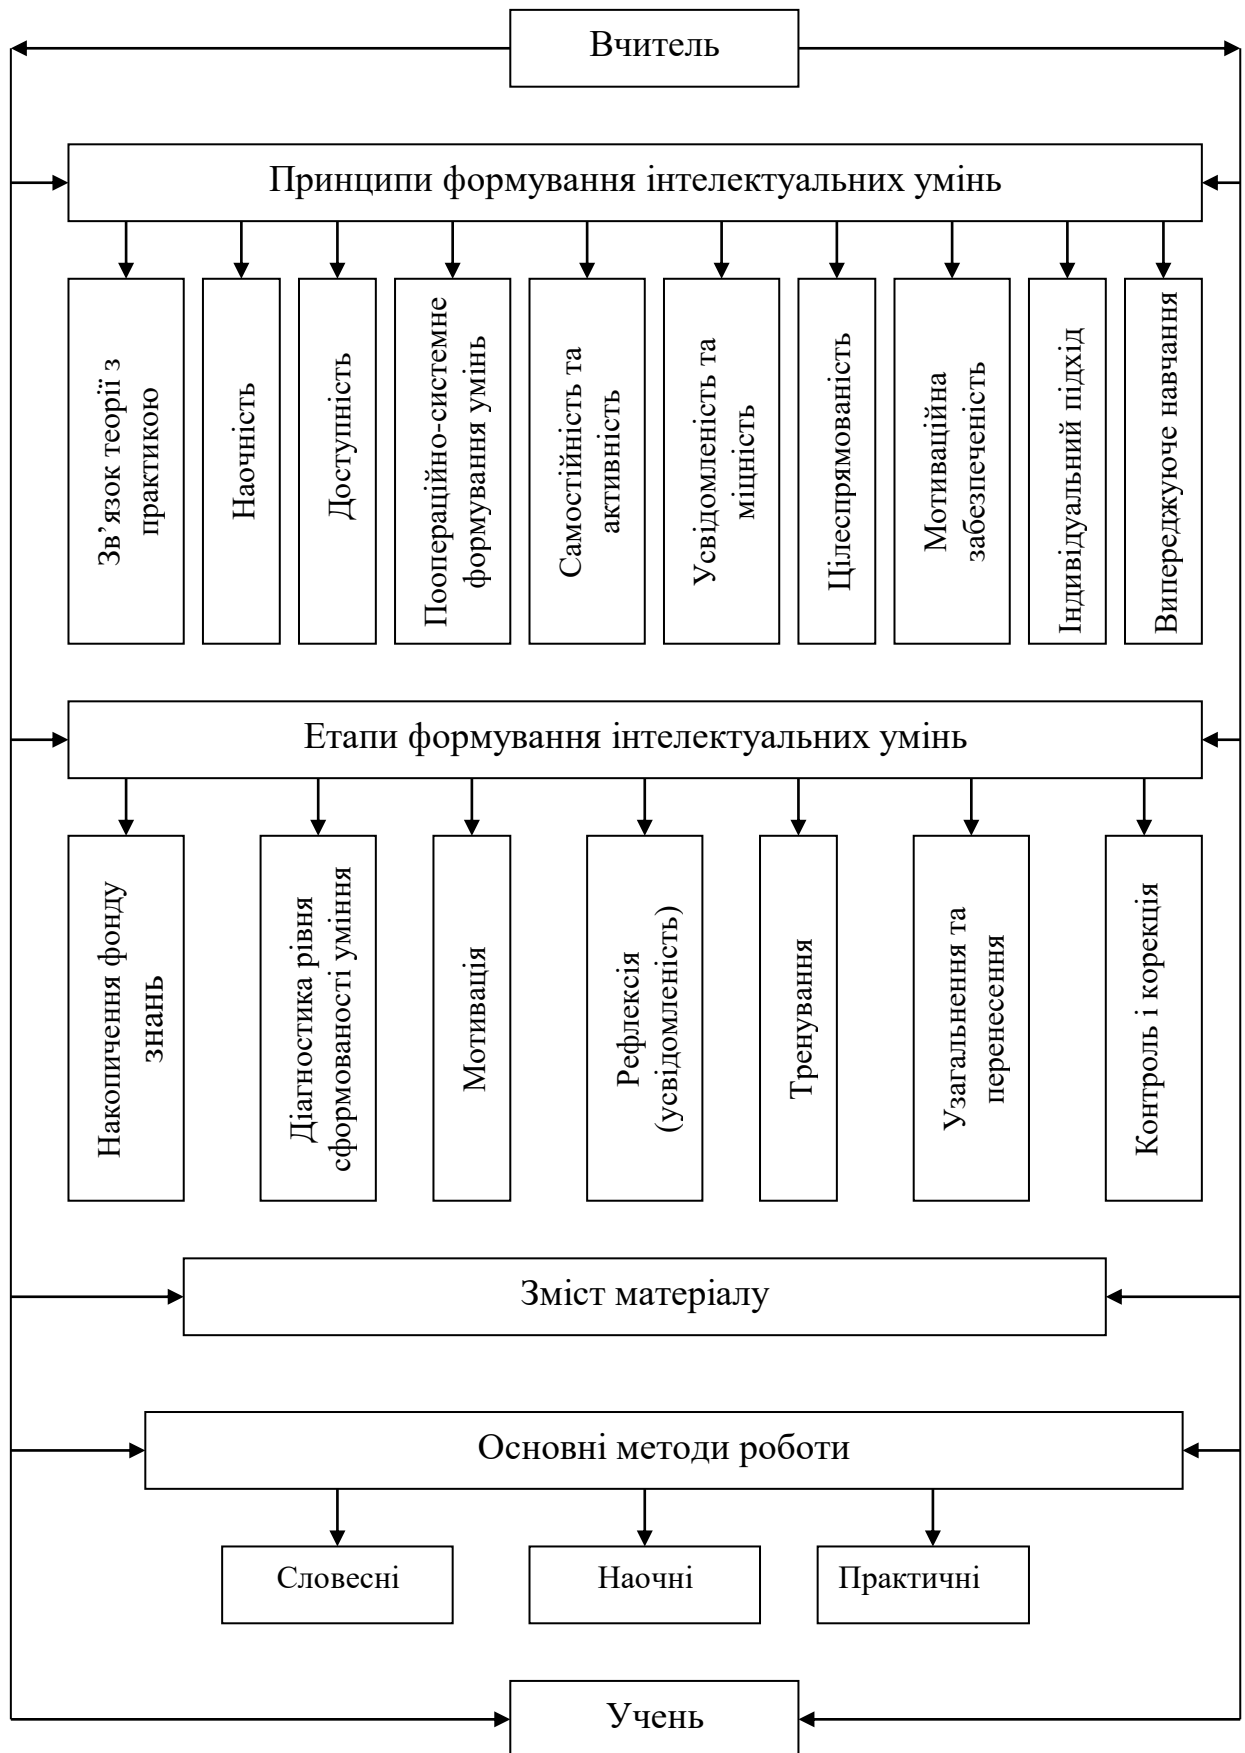 Вчитель
Принципи формування інтелектуальних умінь
Зв’язок теорії з
практикою
Наочність
Доступність
Поопераційно-системне
формування умінь
Самостійність та
активність
Усвідомленість та
міцність
Цілеспрямованість
Мотиваційна
забезпеченість
Індивідуальний підхід
Випереджуюче навчання
Етапи формування інтелектуальних умінь
Накопичення фонду
знань
Діагностика рівня
сформованості уміння
Мотивація
Рефлексія
(усвідомленість)
Тренування
Узагальнення та
перенесення
Контроль і корекція
Зміст матеріалу
Основні методи роботи
Словесні
Наочні
Практичні
Учень